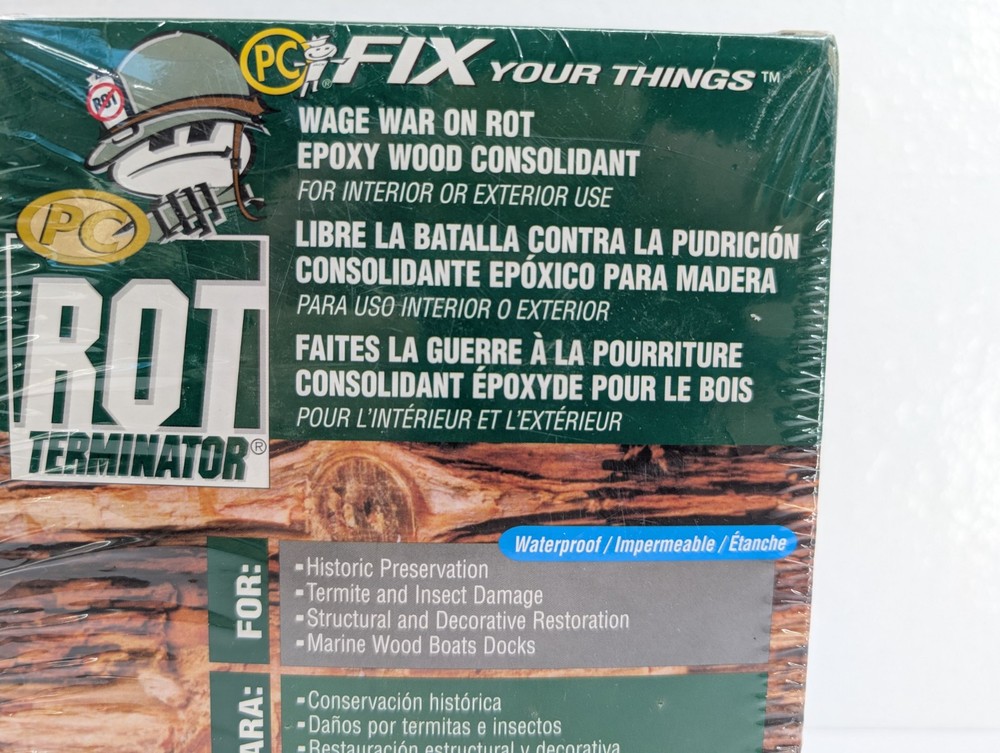 PC FIX YOUR THINGS™
ROT
WAGE WAR ON ROT
EPOXY WOOD CONSOLIDANT
FOR INTERIOR OR EXTERIOR USE
LIBRE LA BATALLA CONTRA LA PUDRICIÓN
CONSOLIDANTE EPÓXICO PARA MADERA
PARA USO INTERIOR O EXTERIOR
FAITES LA GUERRE À LA POURRITURE
CONSOLIDANT ÉPOXYDE POUR LE BOIS
POUR L'INTÉRIEUR ET L'EXTÉRIEUR
PC
ROT
TERMINATOR®
Waterproof / Impermeable / Étanche
FOR:
-Historic Preservation
-Termite and Insect Damage
-Structural and Decorative Restoration
-Marine Wood Boats Docks
ARA:
-Conservación histórica
-Daños por termitas e insectos
-Restauración estructural y decorativa